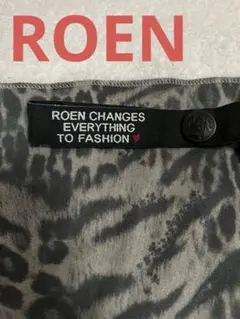 ROEN
ROEN CHANGES
EVERYTHING
TO FASHION ♥